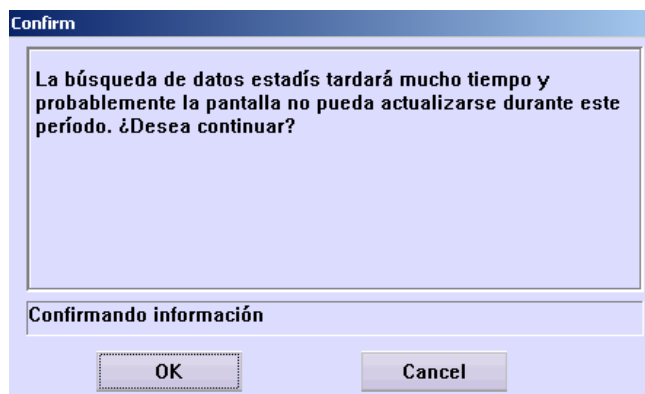 Confirm
La búsqueda de datos estadís tardará mucho tiempo y
probablemente la pantalla no pueda actualizarse durante este
período. ¿Desea continuar?
Confirmando información
OK
Cancel